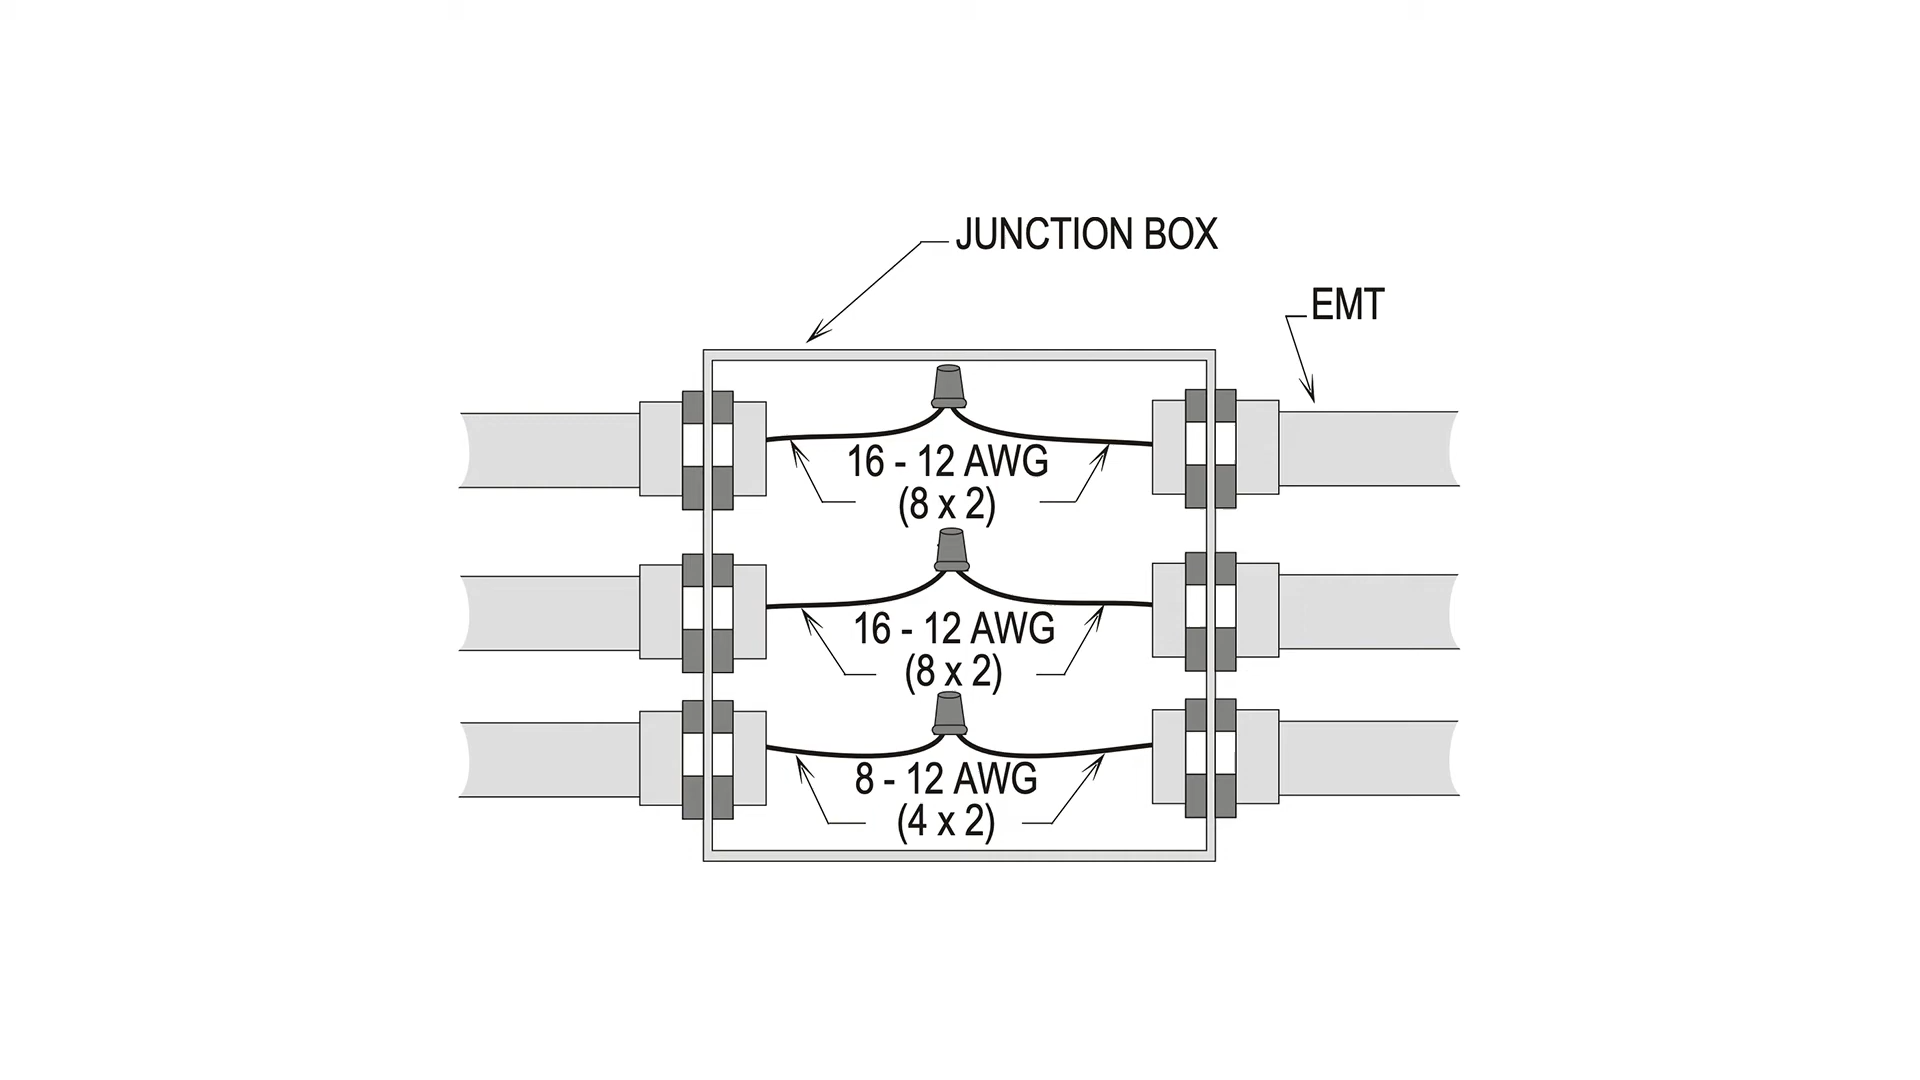 JUNCTION BOX
EMT
16 - 12 AWG
(8 x 2)
16 - 12 AWG
(8 x 2)
8 - 12 AWG
(4 x 2)